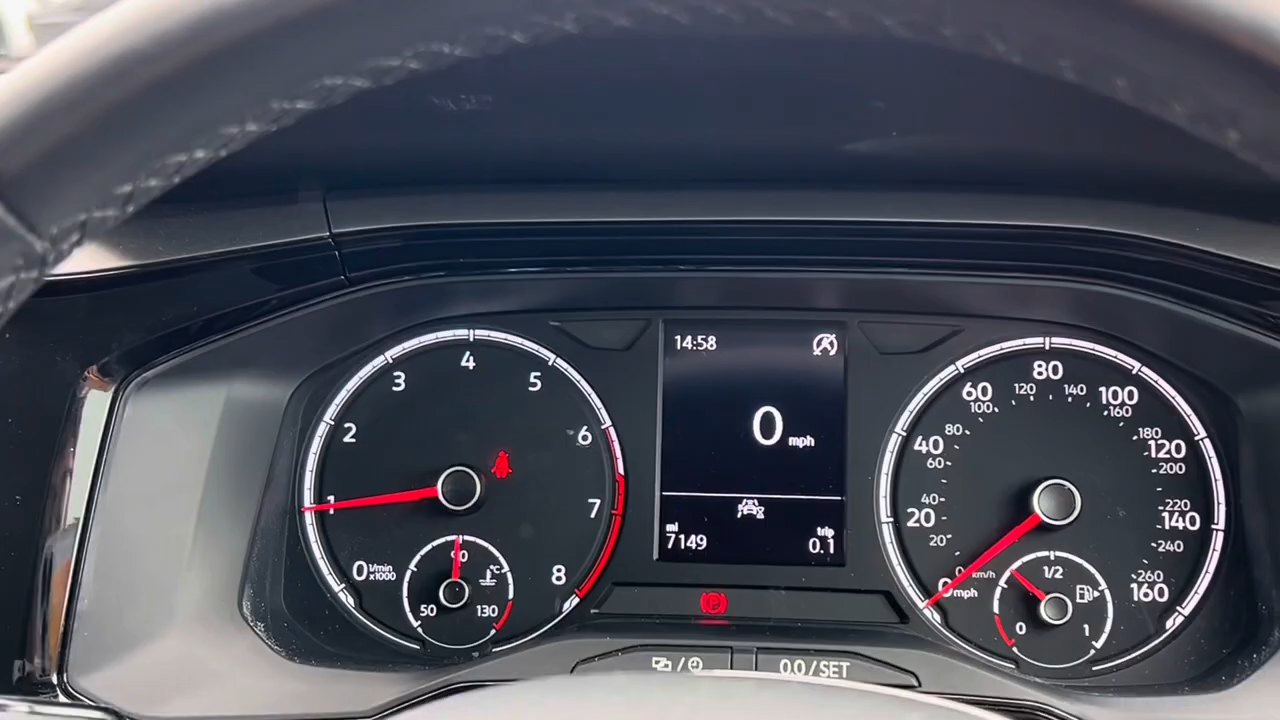 14:58
0 mph
mi
7149
trip
0.1
0 1 2 3 4 5 6 7 8
1/min
x1000
50 90 130
°C
0 20 40 60 80 100 120 140 160
mph
0 20 40 60 80 100 120 140 160 180 200 220 240 260
km/h
0 1/2 1
P
0.0/SET